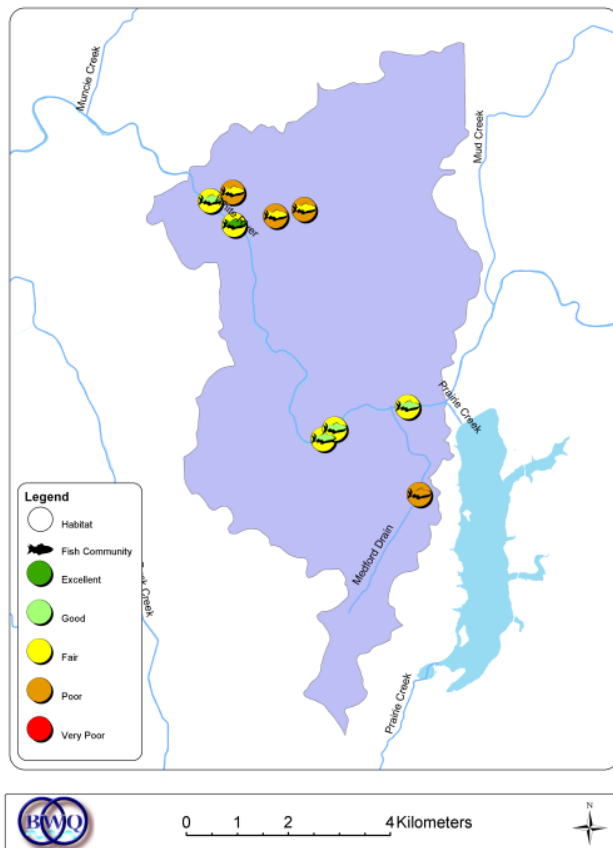 Muncie Creek
Mud Creek
Prairie Creek
Medford Drain
Prairie Creek
Creek
Legend
Habitat
Fish Community
Excellent
Good
Fair
Poor
Very Poor
BWQ
0 1 2 4 Kilometers
N